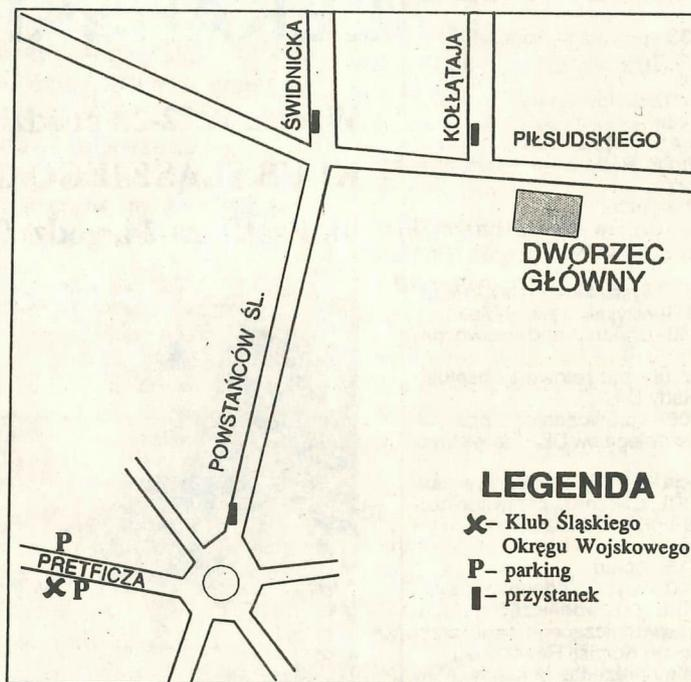 ŚWIDNICKA
KOŁŁĄTAJA
PIŁSUDSKIEGO
DWORZEC
GŁÓWNY
POWSTAŃCÓW ŚL.
P
PRETFICZA
P
LEGENDA
– Klub Śląskiego
Okręgu Wojskowego
P– parking
– przystanek